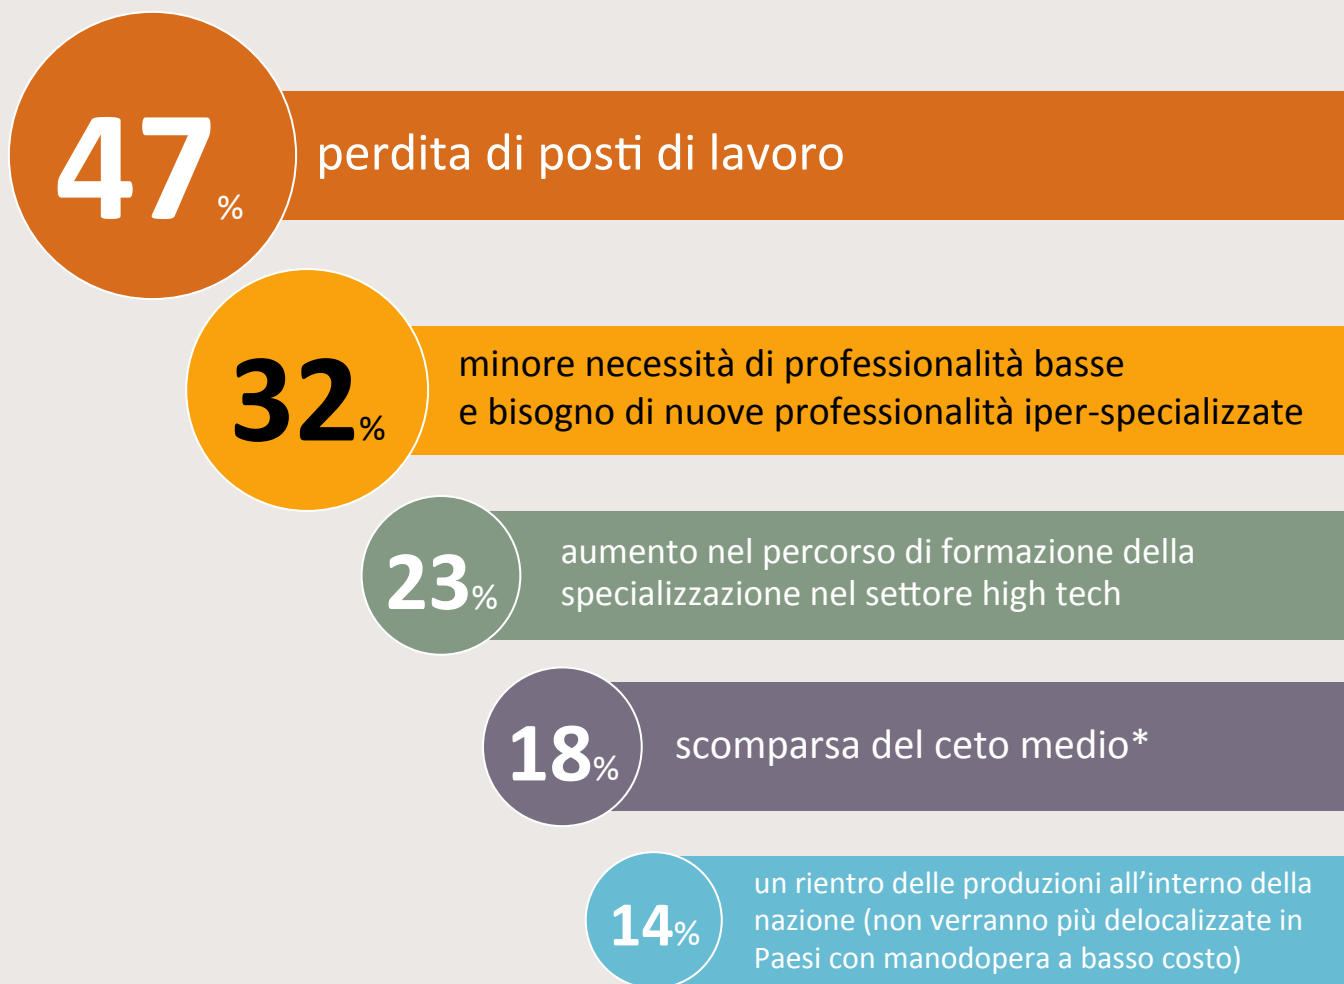 47%
perdita di posti di lavoro
32%
minore necessità di professionalità basse
e bisogno di nuove professionalità iper-specializzate
23%
aumento nel percorso di formazione della
specializzazione nel settore high tech
18%
scomparsa del ceto medio*
14%
un rientro delle produzioni all’interno della
nazione (non verranno più delocalizzate in
Paesi con manodopera a basso costo)